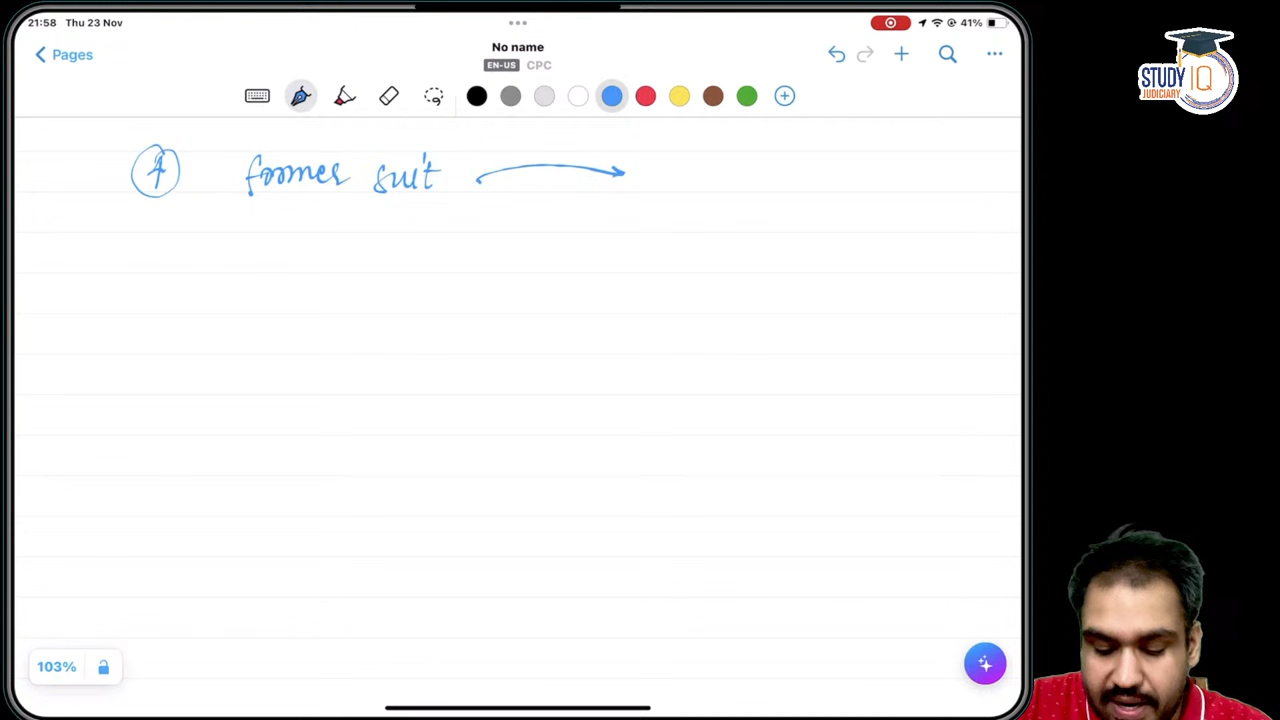 21:58 Thu 23 Nov
41%
Pages
No name
EN-US CPC
STUDY IQ
JUDICIARY
④ former suit →
103%